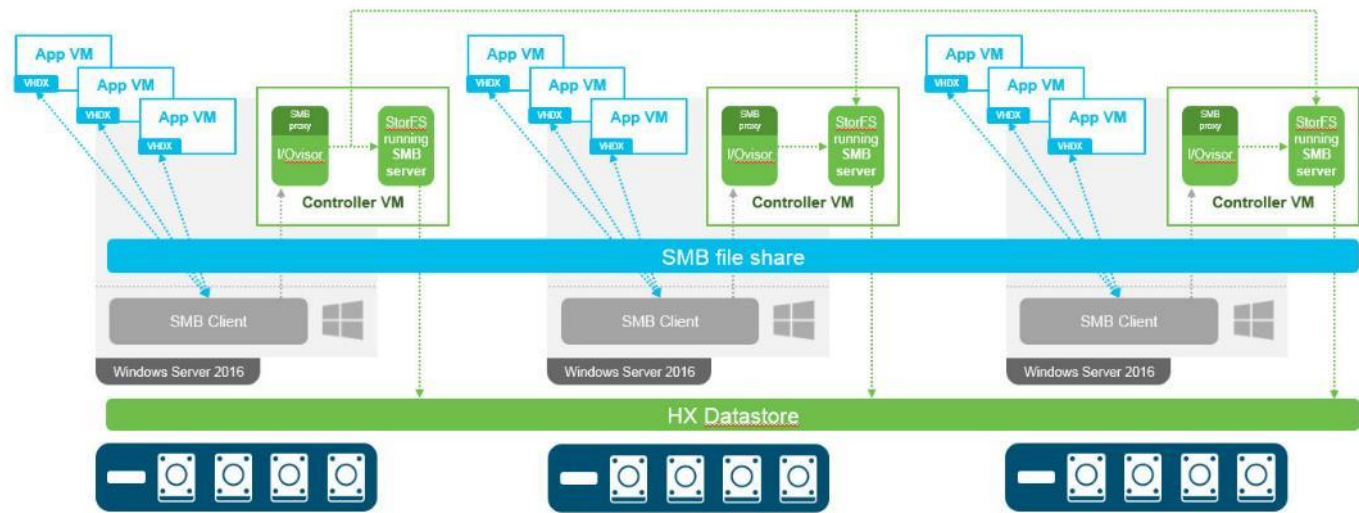 App VM
VHDX
App VM
VHDX
App VM
VHDX
SMB
proxy
I/Ovisor
StorFS
running
SMB
server
Controller VM
App VM
VHDX
App VM
VHDX
App VM
VHDX
SMB
proxy
I/Ovisor
StorFS
running
SMB
server
Controller VM
App VM
VHDX
App VM
VHDX
App VM
VHDX
SMB
proxy
I/Ovisor
StorFS
running
SMB
server
Controller VM
SMB file share
SMB Client
SMB Client
SMB Client
Windows Server 2016
Windows Server 2016
Windows Server 2016
HX Datastore